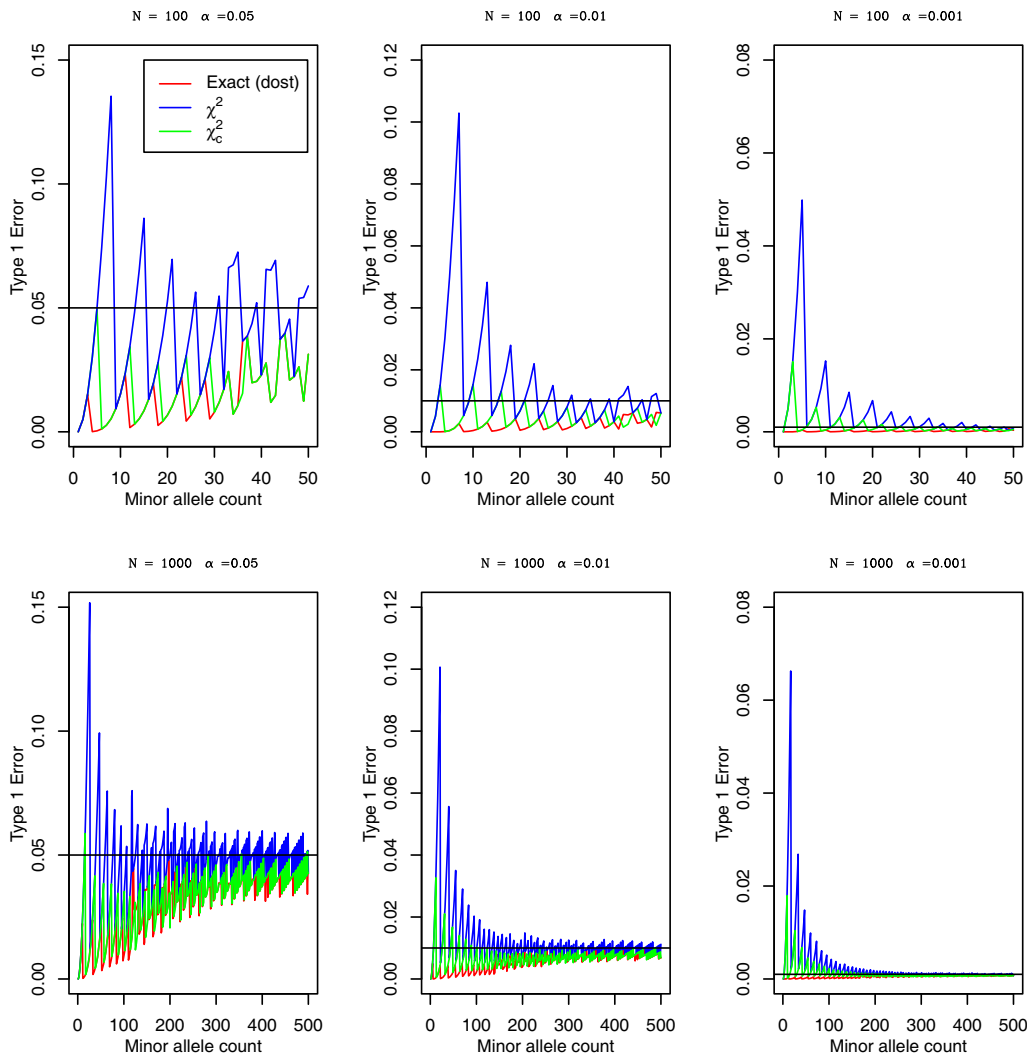 N = 100 α =0.05
N = 100 α =0.01
N = 100 α =0.001
Type 1 Error
0.00 0.05 0.10 0.15
Exact (dost)
χ²
χ²c
0 10 20 30 40 50
Minor allele count
Type 1 Error
0.00 0.02 0.04 0.06 0.08 0.10 0.12
0 10 20 30 40 50
Minor allele count
Type 1 Error
0.00 0.02 0.04 0.06 0.08
0 10 20 30 40 50
Minor allele count
N = 1000 α =0.05
N = 1000 α =0.01
N = 1000 α =0.001
Type 1 Error
0.00 0.05 0.10 0.15
0 100 200 300 400 500
Minor allele count
Type 1 Error
0.00 0.02 0.04 0.06 0.08 0.10 0.12
0 100 200 300 400 500
Minor allele count
Type 1 Error
0.00 0.02 0.04 0.06 0.08
0 100 200 300 400 500
Minor allele count